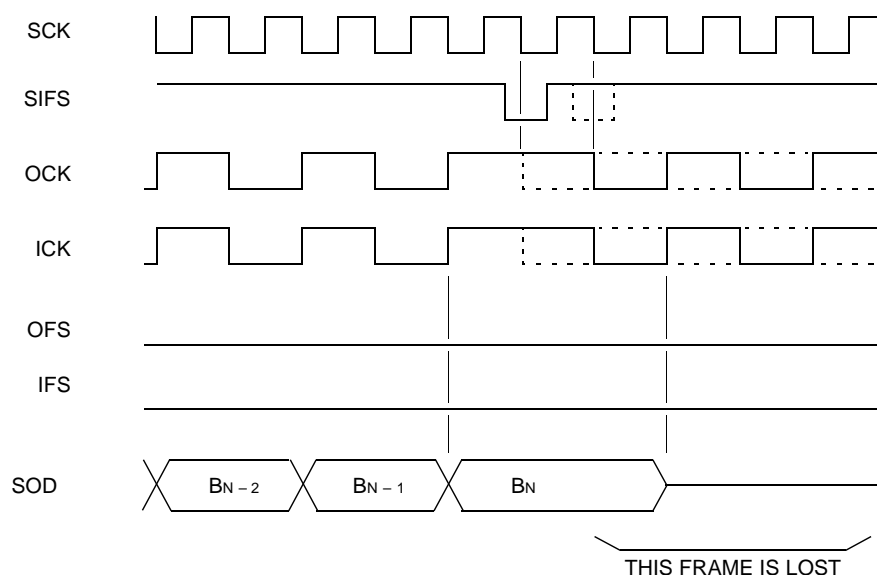 SCK
SIFS
OCK
ICK
OFS
IFS
SOD
BN – 2
BN – 1
BN
THIS FRAME IS LOST